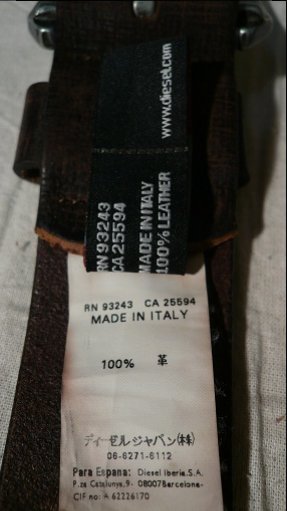 www.diesel.com
RN 93243
CA 25594
MADE IN ITALY
100% LEATHER
RN 93243 CA 25594
MADE IN ITALY
100% 革
ディーゼルジャパン(株)
06-6271-6112
Para Espana: Diesel Iberia.S.A.
P.za Catalunya,9- 08007Barcelona-
CIF no: A 62226170